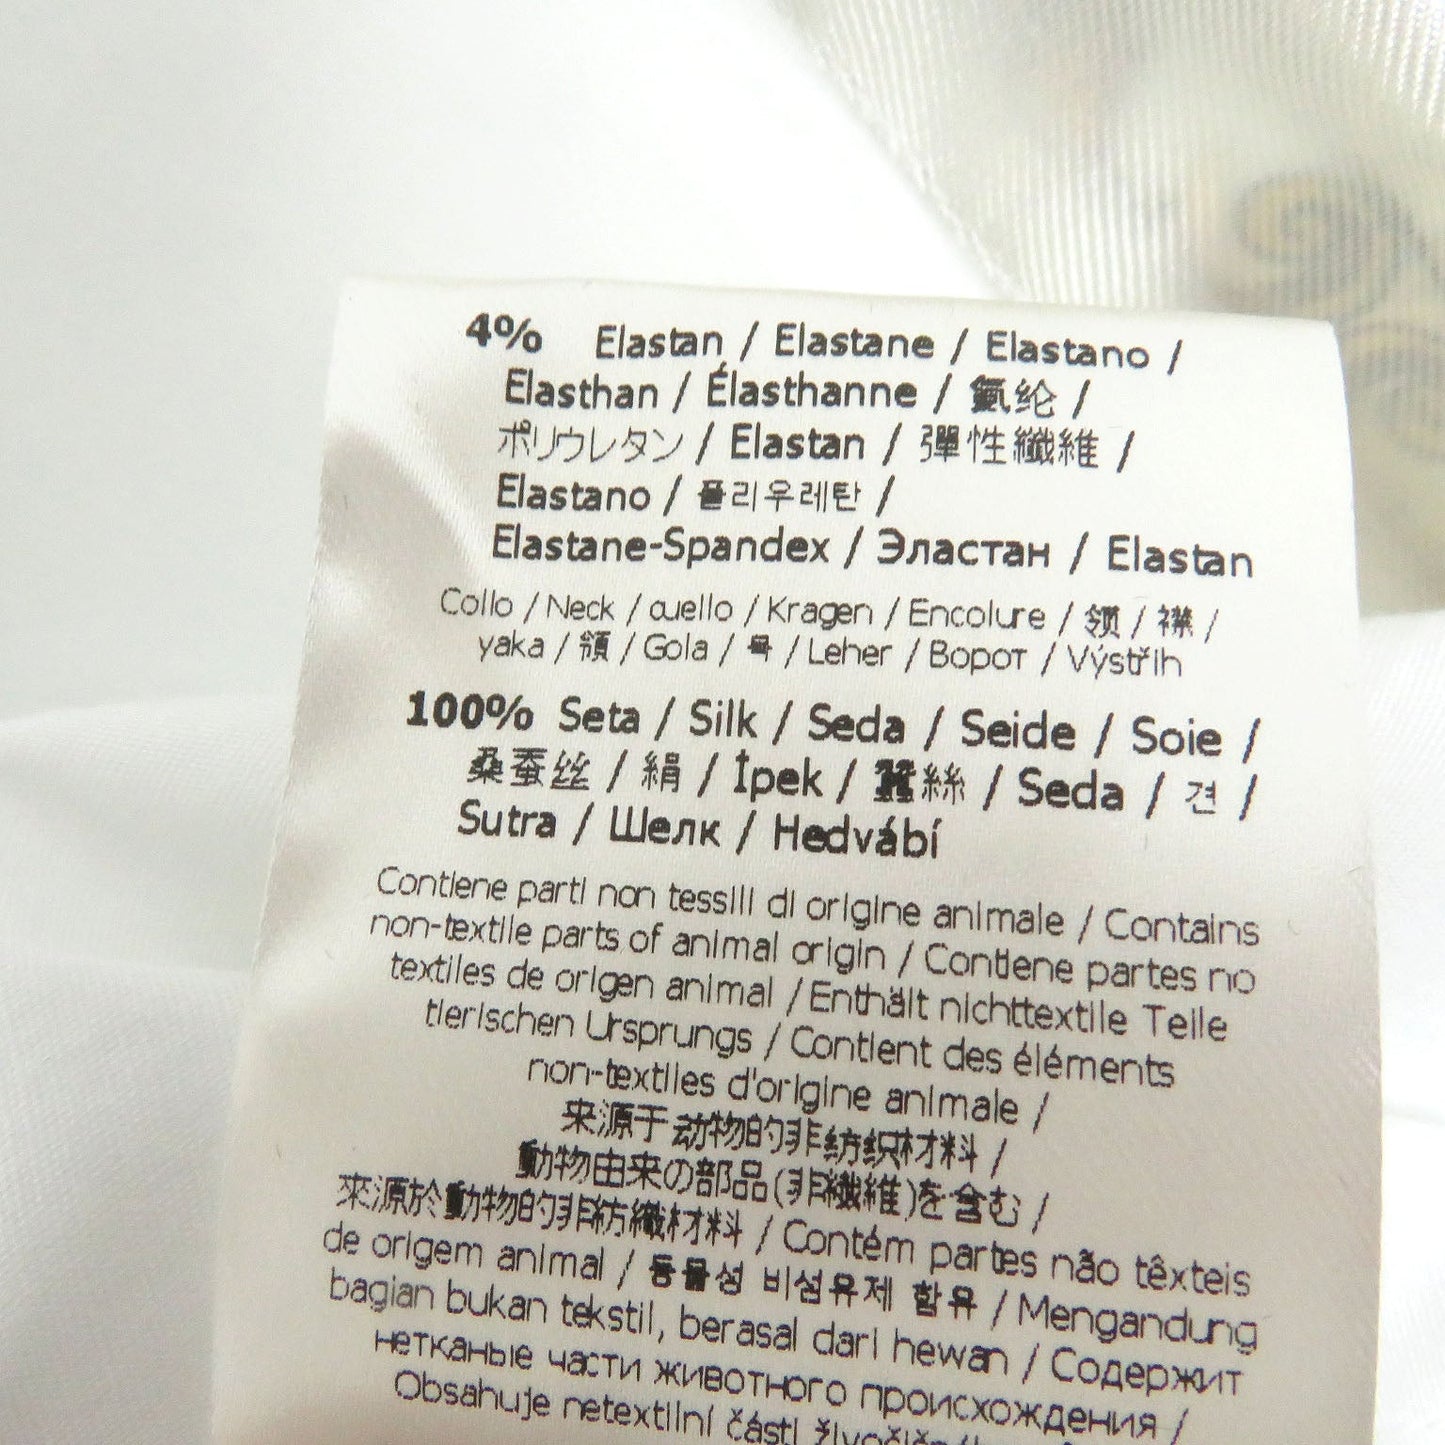 4% Elastan / Elastane / Elastano /
Elasthan / Élasthanne / 氨纶 /
ポリウレタン / Elastan / 彈性纖維 /
Elastano / 폴리우레탄 /
Elastane-Spandex / Эластан / Elastan
Collo / Neck / cuello / Kragen / Encolure / 领 / 襟 /
yaka / 領 / Gola / 목 / Leher / Ворот / Výstřih
100% Seta / Silk / Seda / Seide / Soie /
桑蚕丝 / 絹 / İpek / 蠶絲 / Seda / 견 /
Sutra / Шелк / Hedvábí
Contiene parti non tessili di origine animale / Contains
non-textile parts of animal origin / Contiene partes no
textiles de origen animal / Enthält nichttextile Teile
tierischen Ursprungs / Contient des éléments
non-textiles d'origine animale /
来源于动物的非纺织材料 /
動物由来の部品(非繊維)を含む /
來源於動物的非紡織材料 / Contém partes não têxteis
de origem animal / 동물성 비섬유제 함유 / Mengandung
bagian bukan tekstil, berasal dari hewan / Содержит
нетканые части животного происхождения /
Obsahuje netextilní části